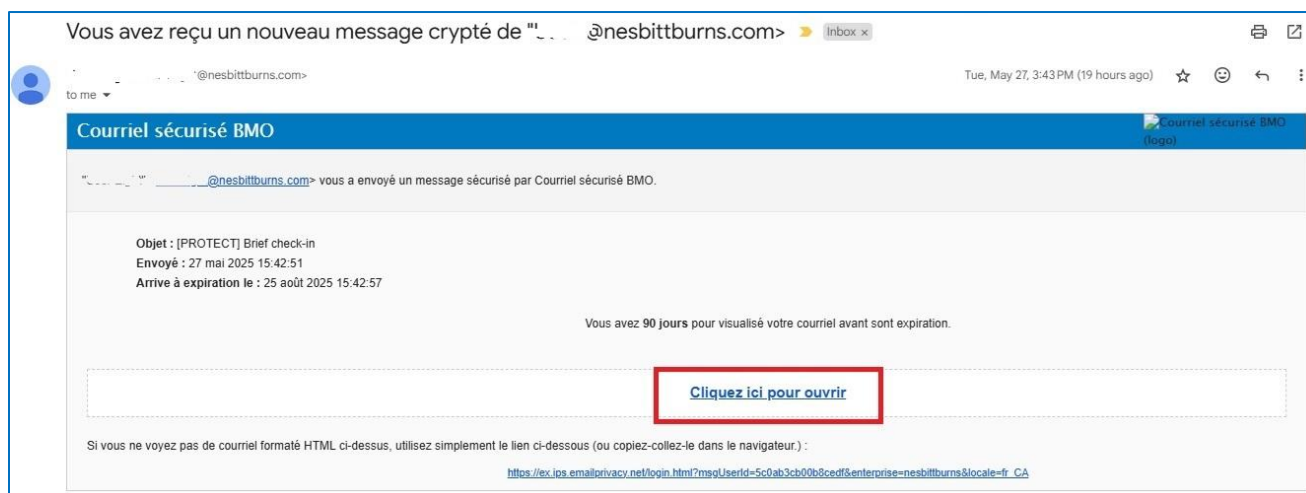 Vous avez reçu un nouveau message crypté de " @nesbittburns.com> Inbox ×
@nesbittburns.com> Tue, May 27, 3:43 PM (19 hours ago)
to me
Courriel sécurisé BMO
Courriel sécurisé BMO
(logo)
@nesbittburns.com> vous a envoyé un message sécurisé par Courriel sécurisé BMO.
Objet : [PROTECT] Brief check-in
Envoyé : 27 mai 2025 15:42:51
Arrive à expiration le : 25 août 2025 15:42:57
Vous avez 90 jours pour visualisé votre courriel avant sont expiration.
Cliquez ici pour ouvrir
Si vous ne voyez pas de courriel formaté HTML ci-dessus, utilisez simplement le lien ci-dessous (ou copiez-collez-le dans le navigateur.) :
https://ex.ips.emailprivacy.net/login.html?msgUserId=5c0ab3cb00b8cedf&enterprise=nesbittburns&locale=fr_CA